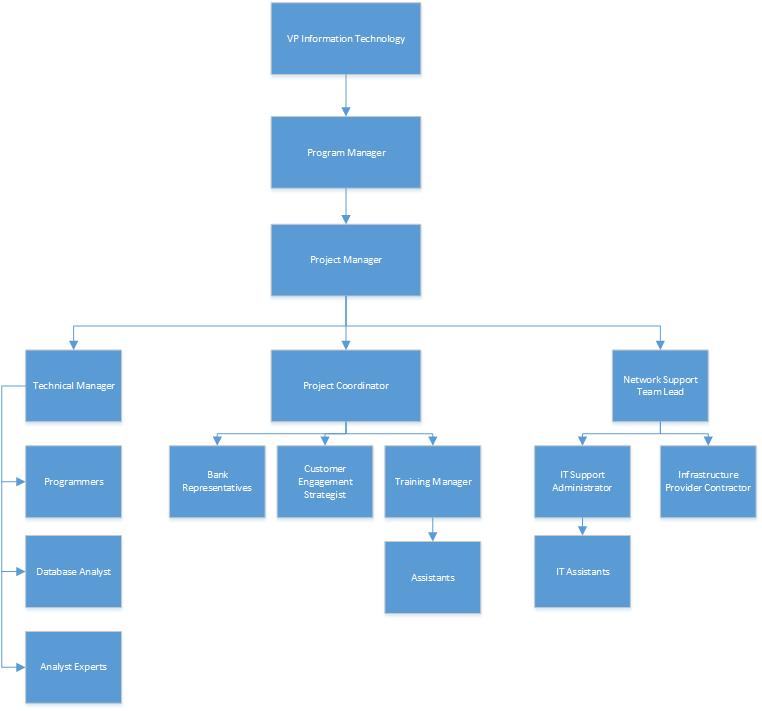 VP Information Technology
Program Manager
Project Manager
Technical Manager
Project Coordinator
Network Support
Team Lead
Programmers
Bank
Representatives
Customer
Engagement
Strategist
Training Manager
IT Support
Administrator
Infrastructure
Provider Contractor
Database Analyst
Assistants
IT Assistants
Analyst Experts